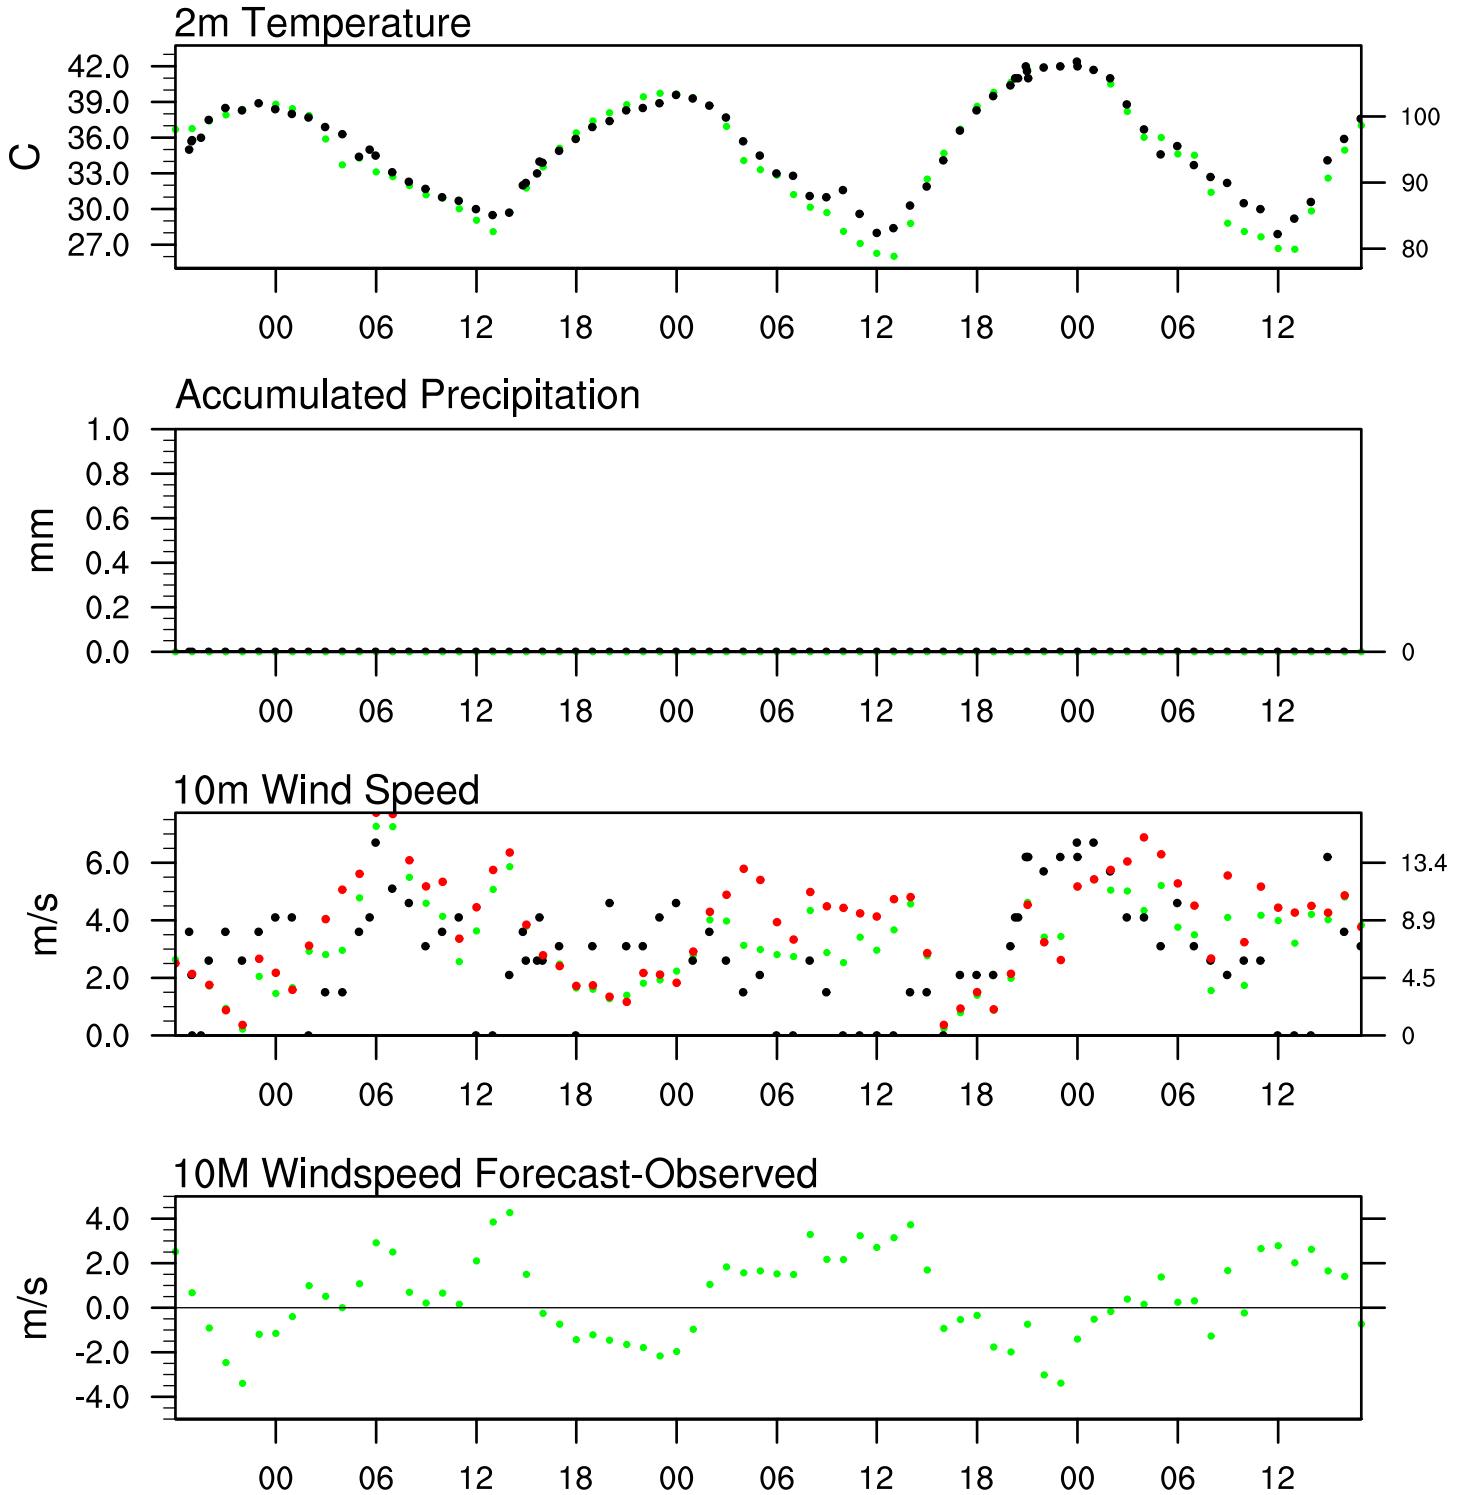 2m Temperature
42.0
39.0
36.0
33.0
30.0
27.0
C
100
90
80
00 06 12 18 00 06 12 18 00 06 12
Accumulated Precipitation
1.0
0.8
0.6
0.4
0.2
0.0
mm
0
00 06 12 18 00 06 12 18 00 06 12
10m Wind Speed
6.0
4.0
2.0
0.0
m/s
13.4
8.9
4.5
0
00 06 12 18 00 06 12 18 00 06 12
10M Windspeed Forecast-Observed
4.0
2.0
0.0
-2.0
-4.0
m/s
00 06 12 18 00 06 12 18 00 06 12